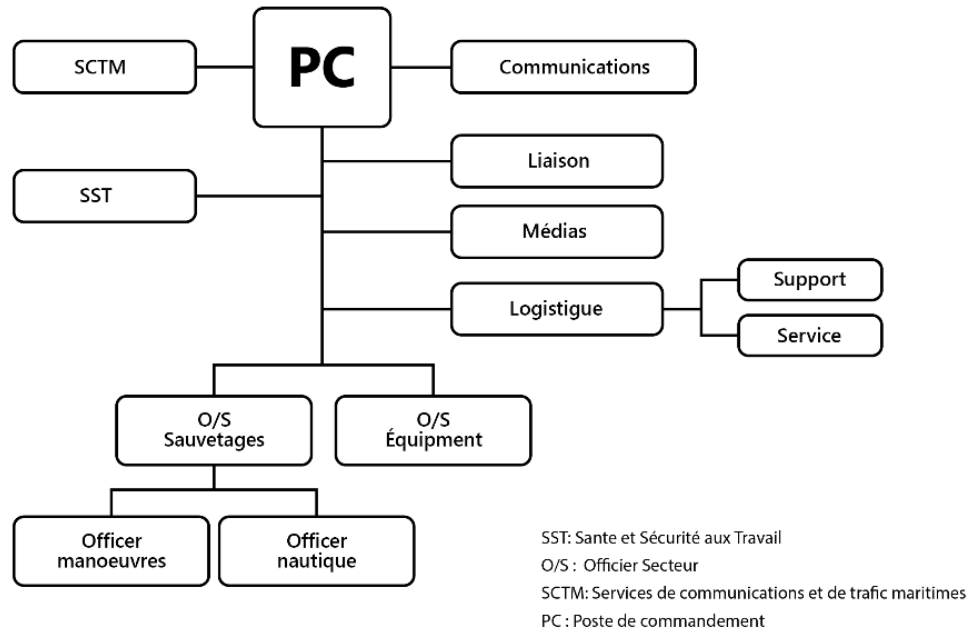 SCTM
PC
Communications
Liaison
SST
Médias
Logistigue
Support
Service
O/S
Sauvetages
O/S
Équipment
Officer
manoeuvres
Officer
nautique
SST: Sante et Sécurité aux Travail
O/S : Officier Secteur
SCTM: Services de communications et de trafic maritimes
PC : Poste de commandement